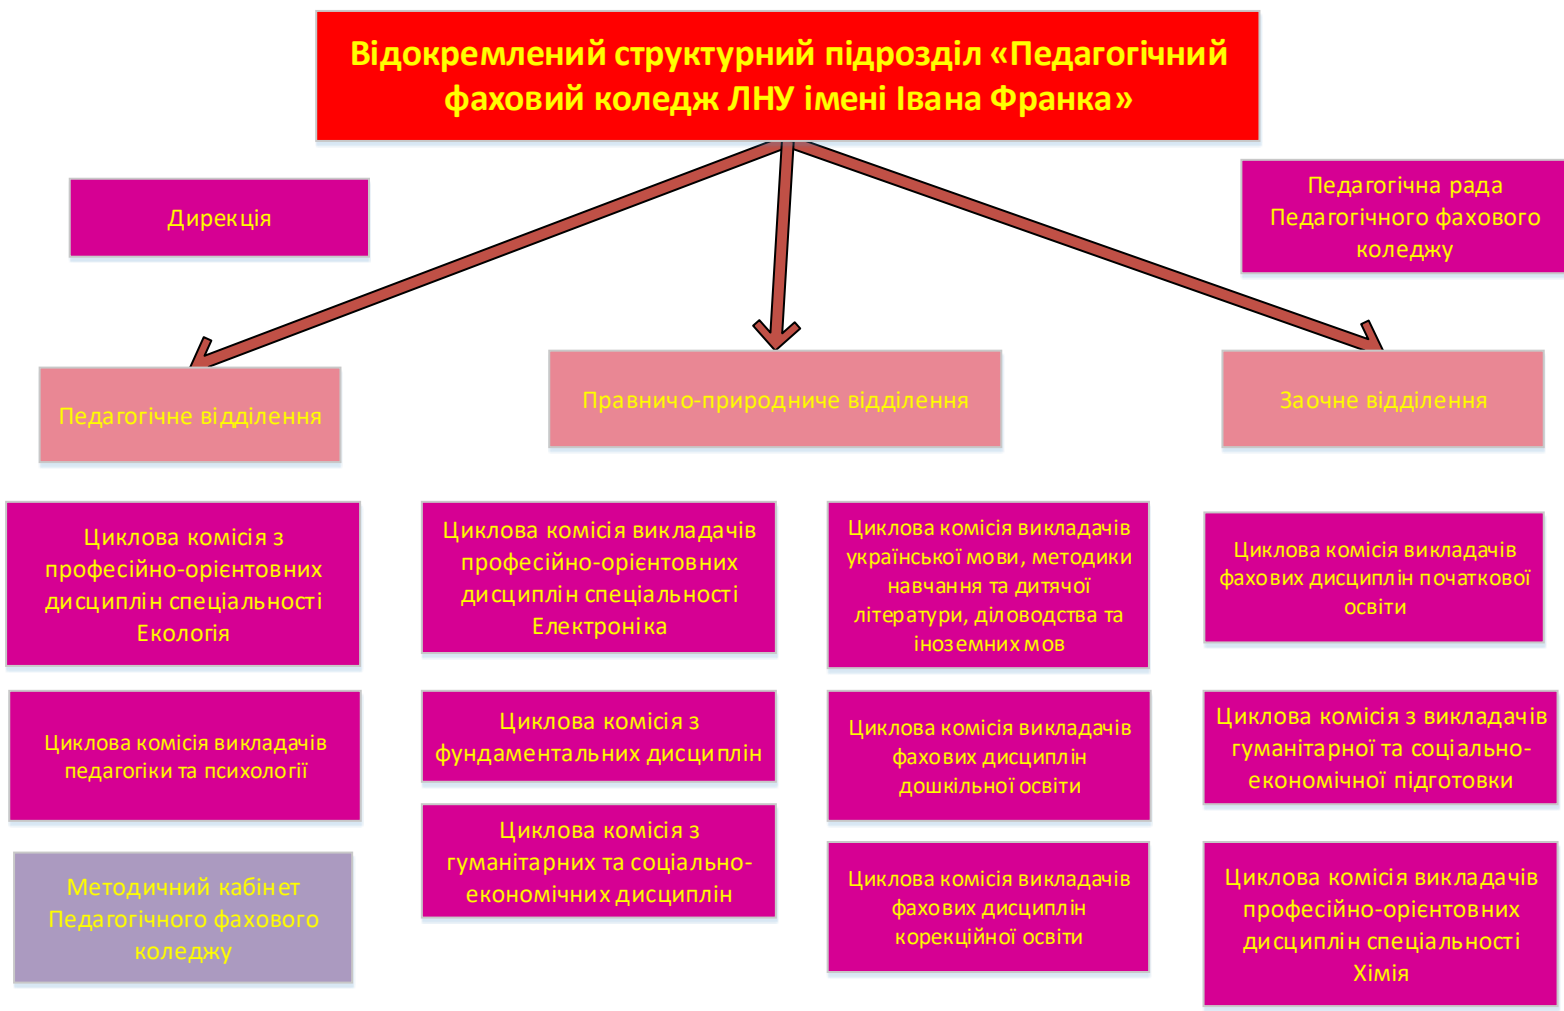 Відокремлений структурний підрозділ «Педагогічний
фаховий коледж ЛНУ імені Івана Франка»
Дирекція
Педагогічна рада
Педагогічного фахового
коледжу
Педагогічне відділення
Правничо-природниче відділення
Заочне відділення
Циклова комісія з
професійно-орієнтовних
дисциплін спеціальності
Екологія
Циклова комісія викладачів
професійно-орієнтовних
дисциплін спеціальності
Електроніка
Циклова комісія викладачів
української мови, методики
навчання та дитячої
літератури, діловодства та
іноземних мов
Циклова комісія викладачів
фахових дисциплін початкової
освіти
Циклова комісія викладачів
педагогіки та психології
Циклова комісія з
фундаментальних дисциплін
Циклова комісія викладачів
фахових дисциплін
дошкільної освіти
Циклова комісія з викладачів
гуманітарної та соціально-
економічної підготовки
Методичний кабінет
Педагогічного фахового
коледжу
Циклова комісія з
гуманітарних та соціально-
економічних дисциплін
Циклова комісія викладачів
фахових дисциплін
корекційної освіти
Циклова комісія викладачів
професійно-орієнтовних
дисциплін спеціальності
Хімія